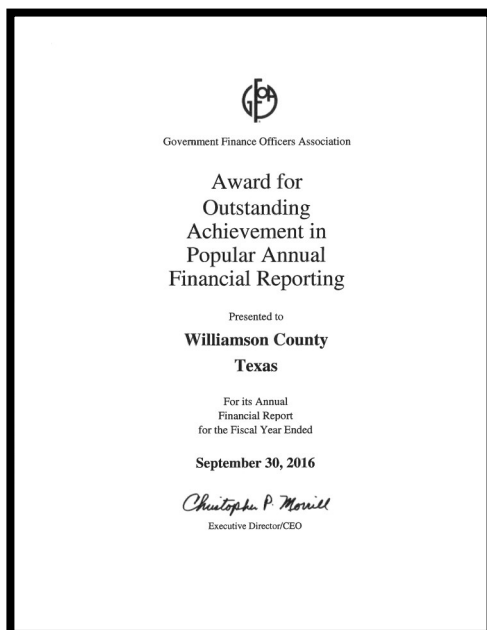 GFOA
Government Finance Officers Association
Award for
Outstanding
Achievement in
Popular Annual
Financial Reporting
Presented to
Williamson County
Texas
For its Annual
Financial Report
for the Fiscal Year Ended
September 30, 2016
Christopher P. Morrill
Executive Director/CEO